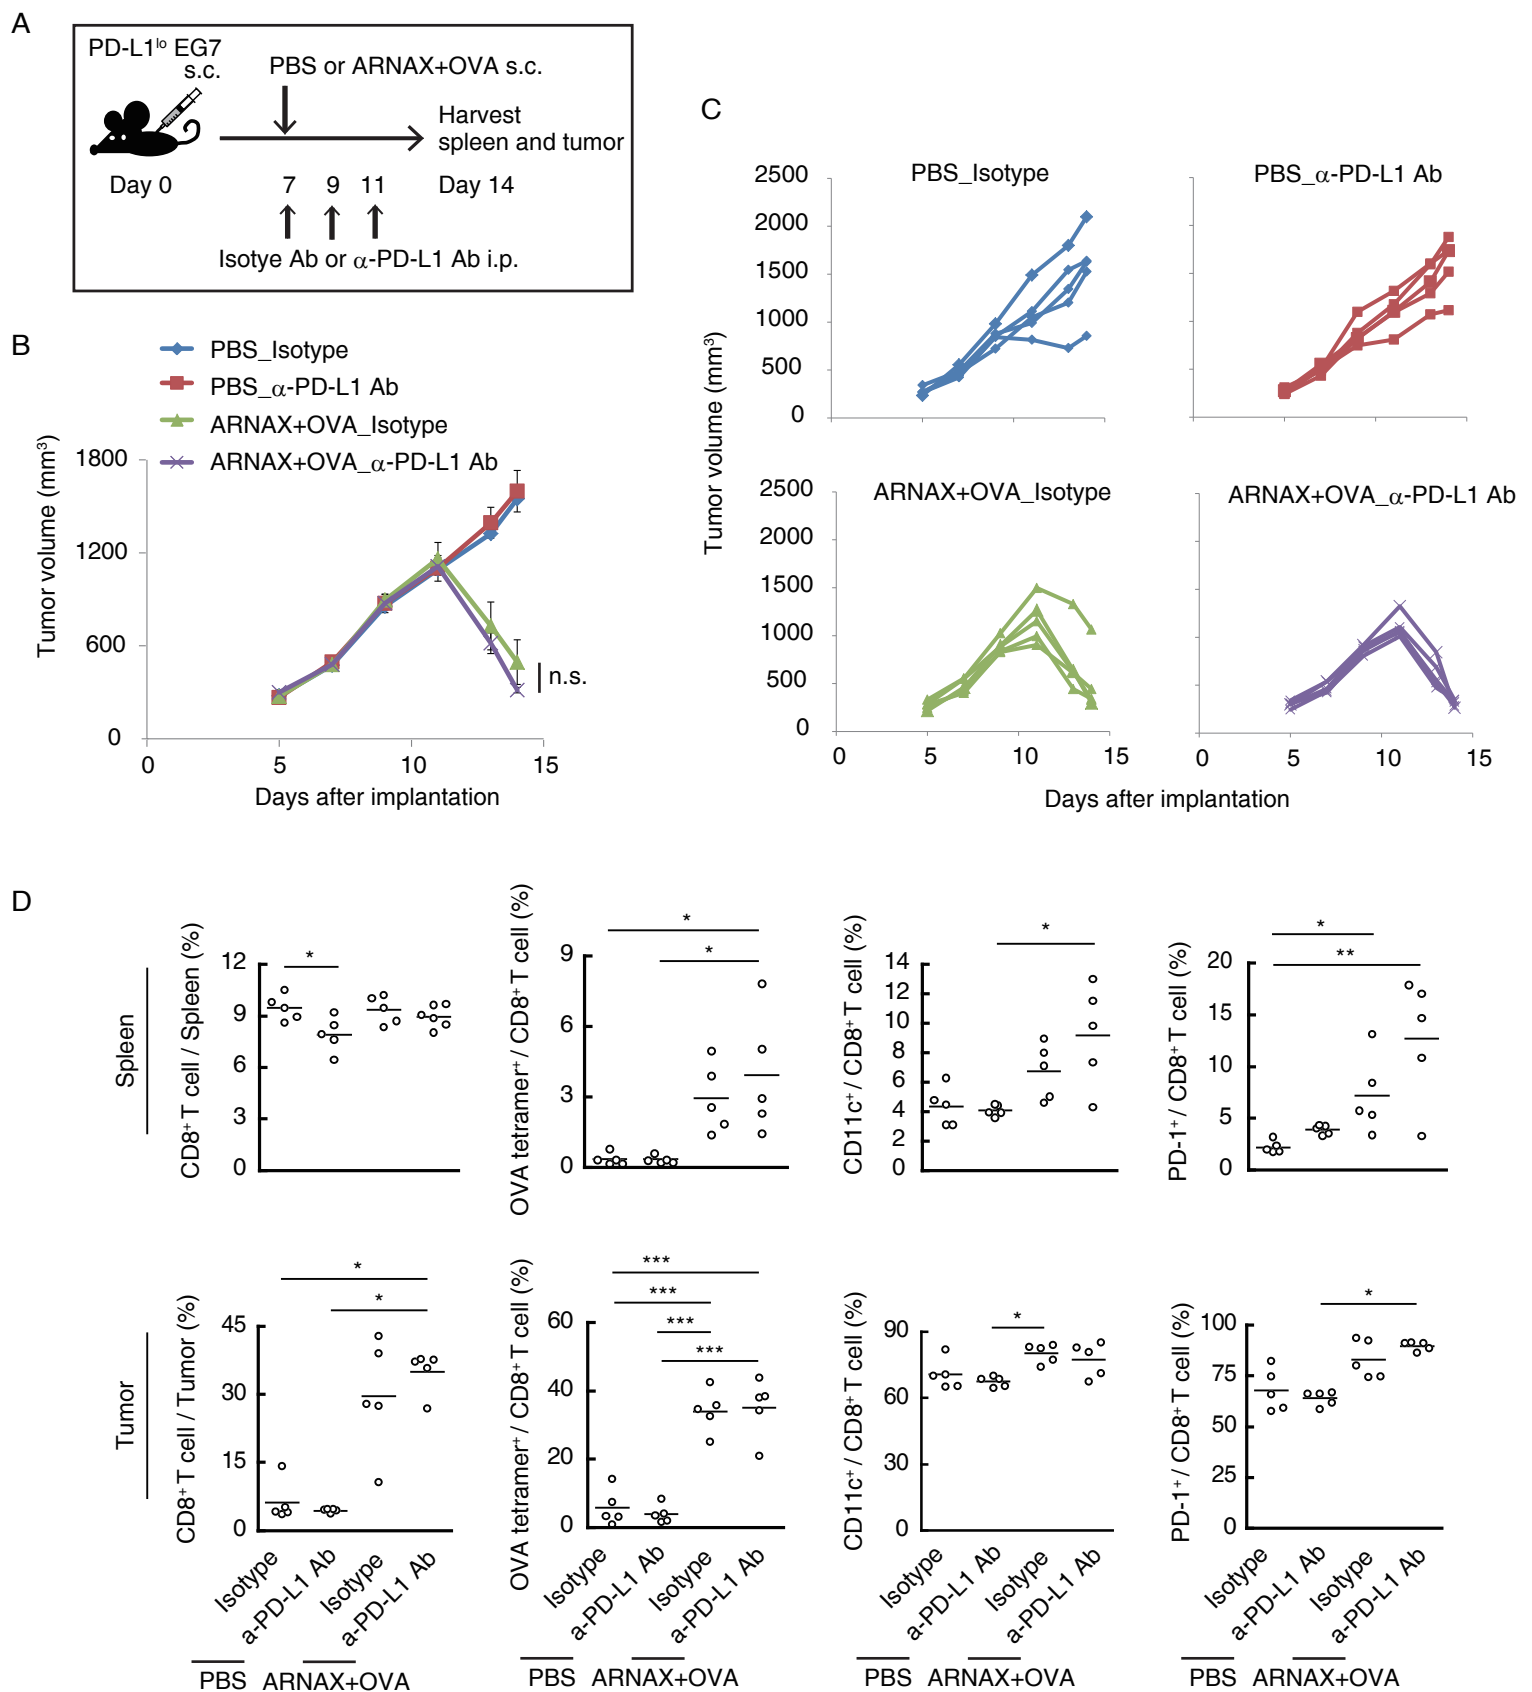 A
PD-L1lo EG7
s.c.
PBS or ARNAX+OVA s.c.
Harvest
spleen and tumor
Day 0
7
9
11
Day 14
Isotye Ab or α-PD-L1 Ab i.p.
B
PBS_Isotype
PBS_α-PD-L1 Ab
ARNAX+OVA_Isotype
ARNAX+OVA_α-PD-L1 Ab
Tumor volume (mm3)
1800
1200
600
0
n.s.
0
5
10
15
Days after implantation
C
Tumor volume (mm3)
PBS_Isotype
2500
2000
1500
1000
500
0
PBS_α-PD-L1 Ab
ARNAX+OVA_Isotype
2500
2000
1500
1000
500
0
0
5
10
15
ARNAX+OVA_α-PD-L1 Ab
0
5
10
15
Days after implantation
D
Spleen
CD8+ T cell / Spleen (%)
12
9
6
3
0
*
OVA tetramer+ / CD8+ T cell (%)
9
6
3
0
*
*
CD11c+ / CD8+ T cell (%)
14
12
10
8
6
4
2
0
*
PD-1+ / CD8+ T cell (%)
20
15
10
5
0
*
**
Tumor
CD8+ T cell / Tumor (%)
45
30
15
0
*
*
OVA tetramer+ / CD8+ T cell (%)
60
40
20
0
***
***
***
***
CD11c+ / CD8+ T cell (%)
90
60
30
0
*
PD-1+ / CD8+ T cell (%)
100
75
50
25
0
*
Isotype
a-PD-L1 Ab
Isotype
a-PD-L1 Ab
PBS
ARNAX+OVA
Isotype
a-PD-L1 Ab
Isotype
a-PD-L1 Ab
PBS
ARNAX+OVA
Isotype
a-PD-L1 Ab
Isotype
a-PD-L1 Ab
PBS
ARNAX+OVA
Isotype
a-PD-L1 Ab
Isotype
a-PD-L1 Ab
PBS
ARNAX+OVA